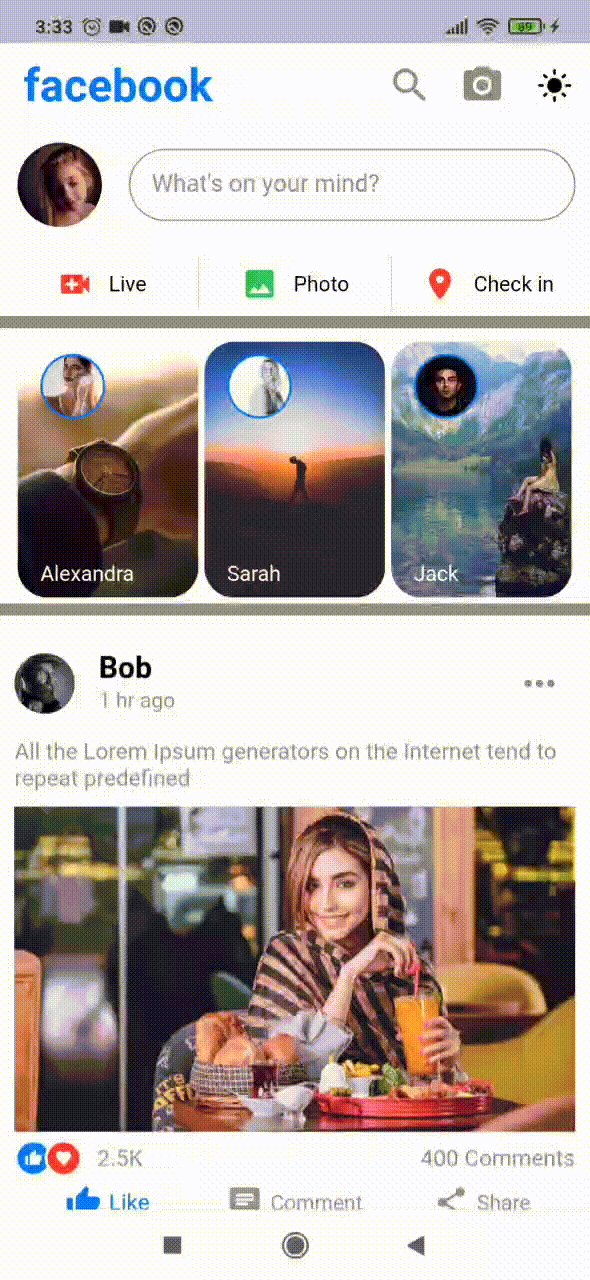 3:33
89
facebook
What's on your mind?
Live
Photo
Check in
Alexandra
Sarah
Jack
Bob
1 hr ago
All the Lorem Ipsum generators on the Internet tend to
repeat predefined
2.5K
400 Comments
Like
Comment
Share